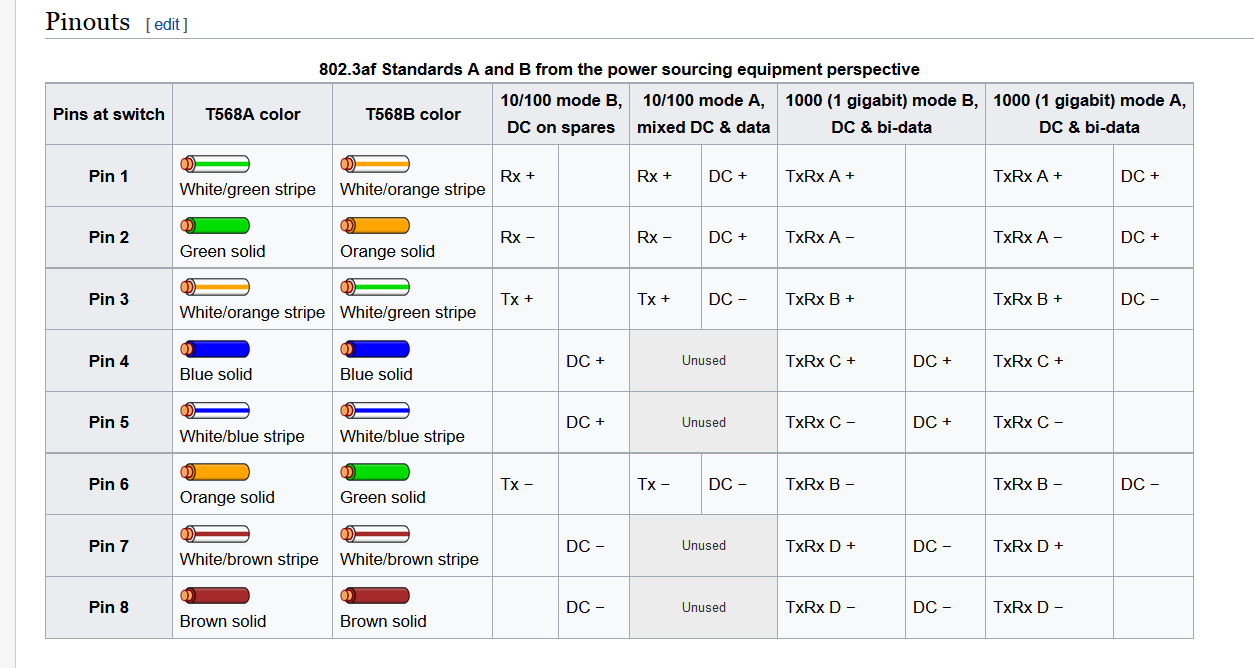 Pinouts [ edit ]
802.3af Standards A and B from the power sourcing equipment perspective
Pins at switch T568A color T568B color 10/100 mode B, DC on spares 10/100 mode A, mixed DC & data 1000 (1 gigabit) mode B, DC & bi-data 1000 (1 gigabit) mode A, DC & bi-data
Pin 1 White/green stripe White/orange stripe Rx + Rx + DC + TxRx A + TxRx A + DC +
Pin 2 Green solid Orange solid Rx − Rx − DC + TxRx A − TxRx A − DC +
Pin 3 White/orange stripe White/green stripe Tx + Tx + DC − TxRx B + TxRx B + DC −
Pin 4 Blue solid Blue solid DC + Unused TxRx C + DC + TxRx C +
Pin 5 White/blue stripe White/blue stripe DC + Unused TxRx C − DC + TxRx C −
Pin 6 Orange solid Green solid Tx − Tx − DC − TxRx B − TxRx B − DC −
Pin 7 White/brown stripe White/brown stripe DC − Unused TxRx D + DC − TxRx D +
Pin 8 Brown solid Brown solid DC − Unused TxRx D − DC − TxRx D −